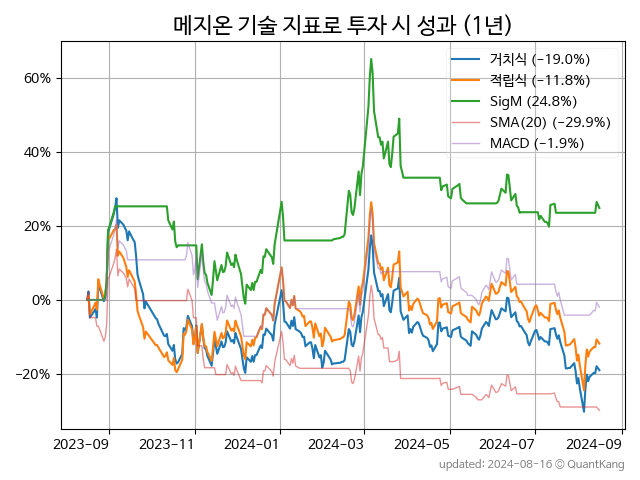 메지온 기술 지표로 투자 시 성과 (1년)
거치식 (−19.0%)
적립식 (−11.8%)
SigM (24.8%)
SMA(20) (−29.9%)
MACD (−1.9%)
60%
40%
20%
0%
−20%
2023-09 2023-11 2024-01 2024-03 2024-05 2024-07 2024-09
updated: 2024-08-16 © QuantKang